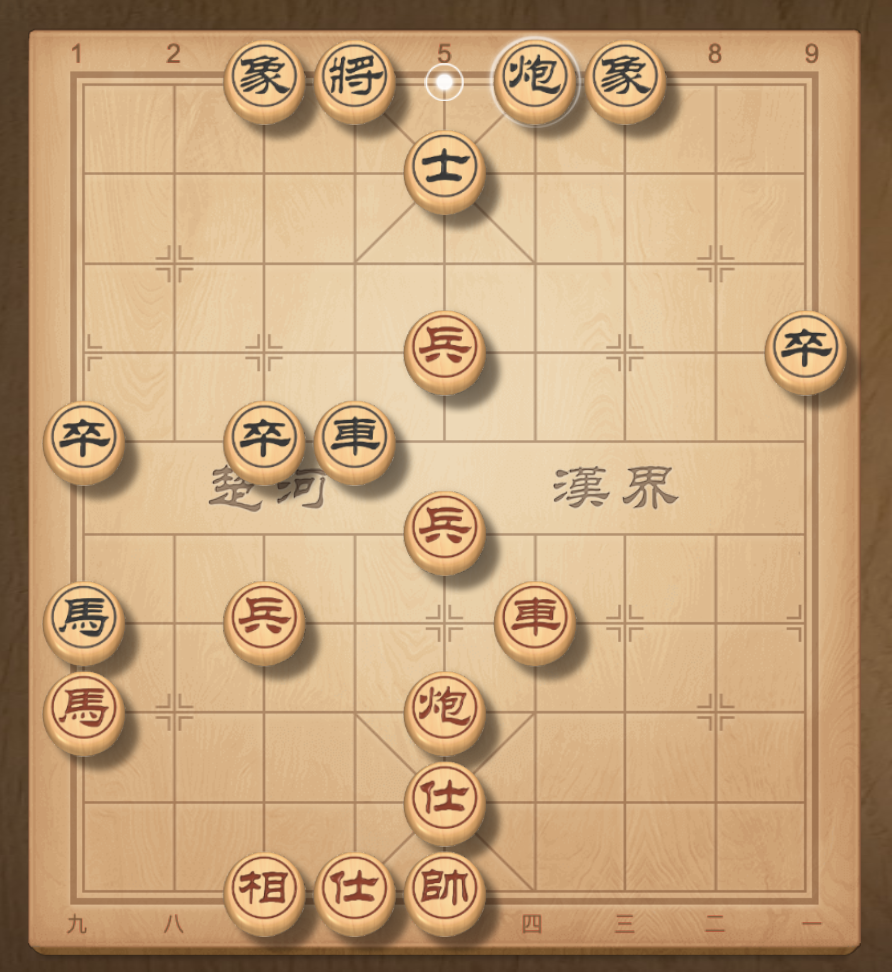 1 2 5 8 9
象 將 炮 象
士
兵 卒
卒 卒 車
楚河 漢界
兵
馬 兵 車
馬 炮
仕
相 仕 帥
九 八 四 三 二 一